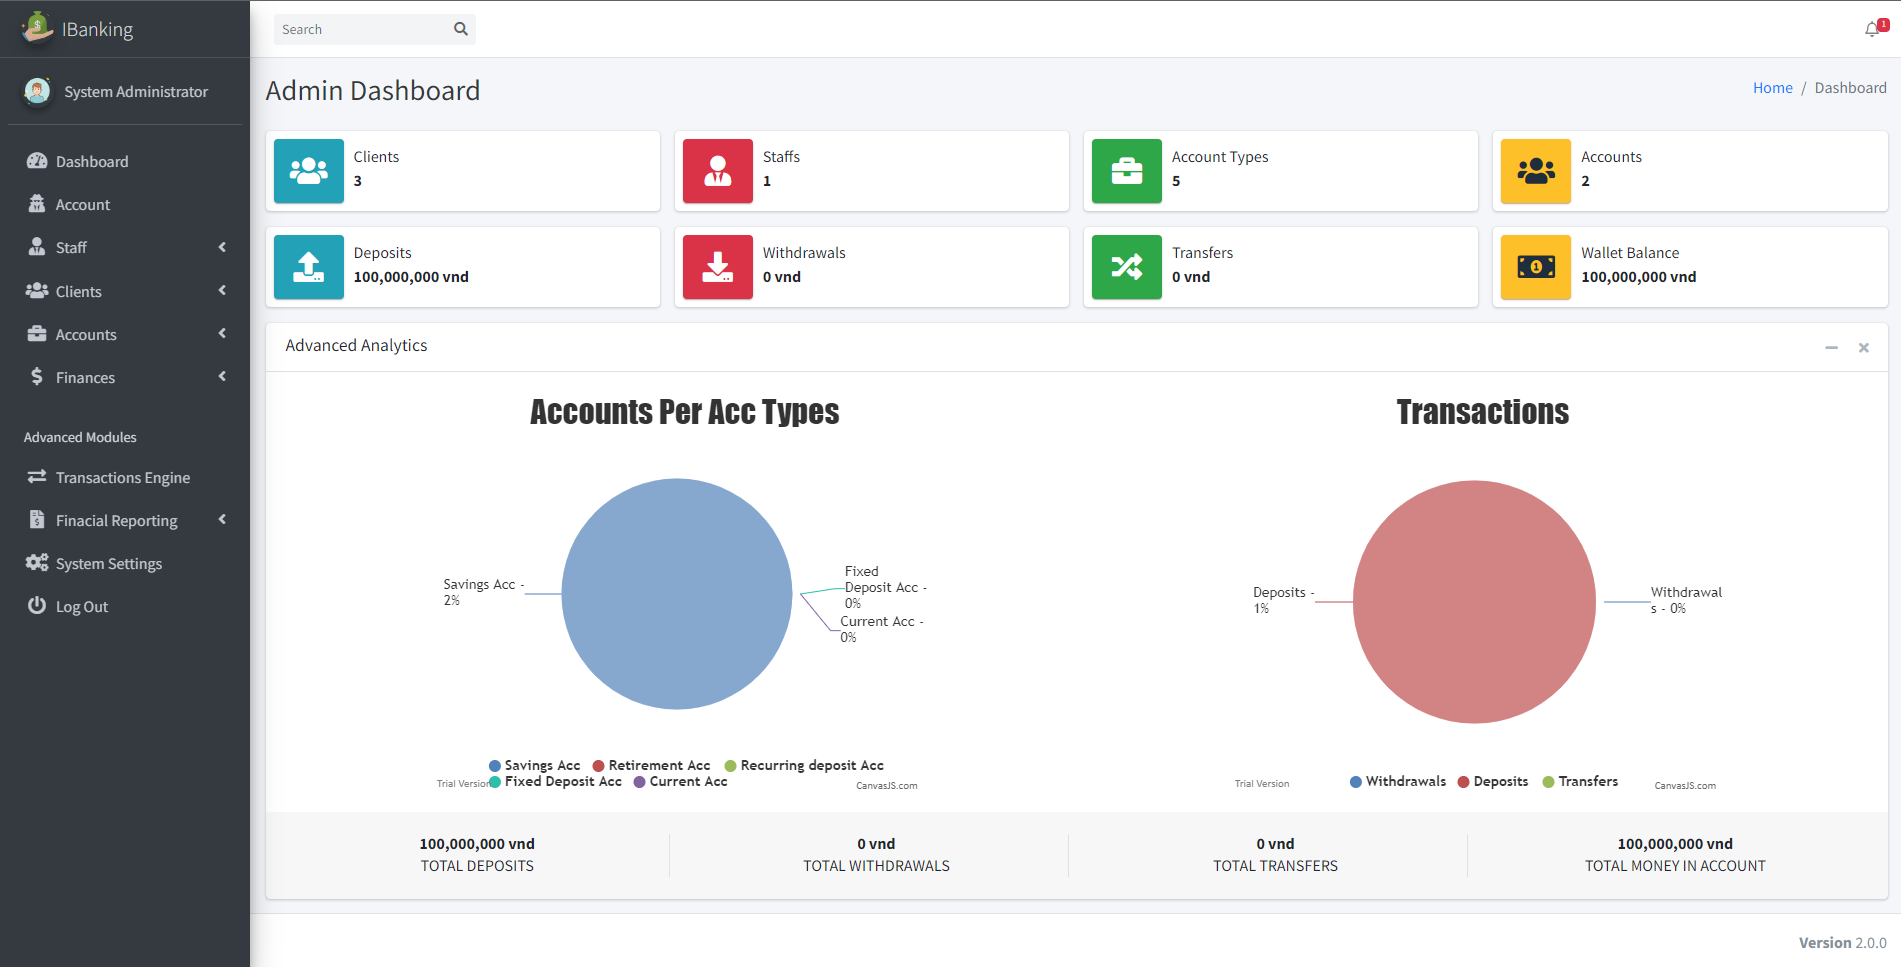 IBanking
Search
1
System Administrator
Admin Dashboard
Home / Dashboard
Dashboard
Account
Staff
Clients
Accounts
Finances
Advanced Modules
Transactions Engine
Finacial Reporting
System Settings
Log Out
Clients
3
Staffs
1
Account Types
5
Accounts
2
Deposits
100,000,000 vnd
Withdrawals
0 vnd
Transfers
0 vnd
Wallet Balance
100,000,000 vnd
Advanced Analytics
Accounts Per Acc Types
Savings Acc -
2%
Fixed
Deposit Acc -
0%
Current Acc -
0%
Savings Acc Retirement Acc Recurring deposit Acc
Fixed Deposit Acc Current Acc
Trial Version
CanvasJS.com
Transactions
Deposits -
1%
Withdrawal
s - 0%
Withdrawals Deposits Transfers
Trial Version
CanvasJS.com
100,000,000 vnd
TOTAL DEPOSITS
0 vnd
TOTAL WITHDRAWALS
0 vnd
TOTAL TRANSFERS
100,000,000 vnd
TOTAL MONEY IN ACCOUNT
Version 2.0.0